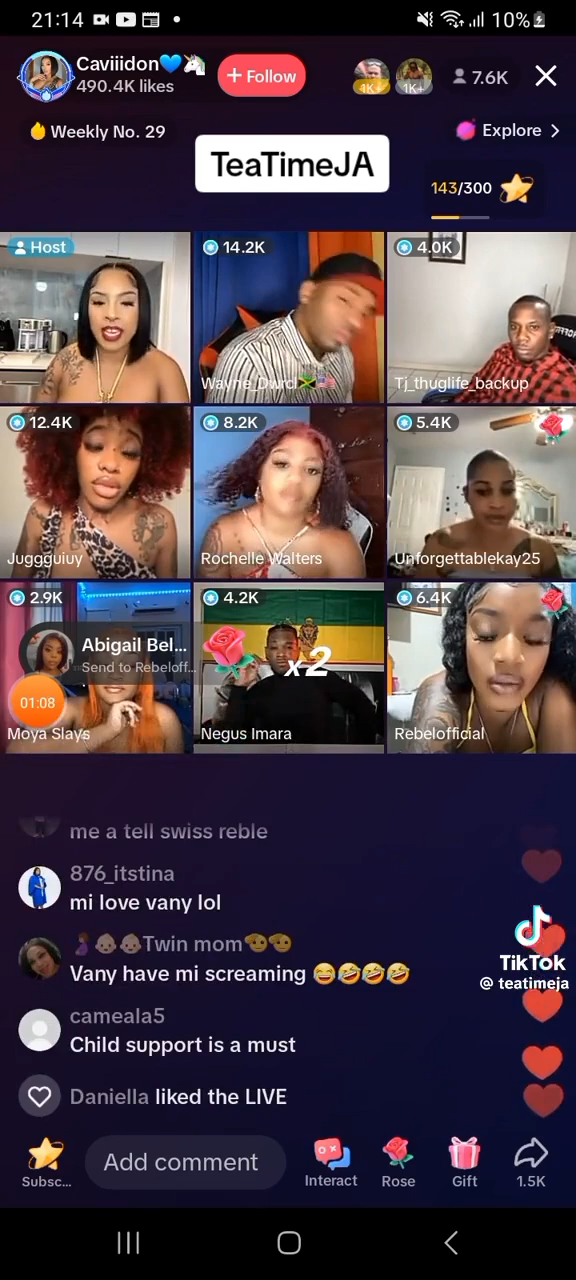 21:14
10%
Caviiidon💙🦄
490.4K likes
+ Follow
4K+
1K+
7.6K
Weekly No. 29
Explore >
TeaTimeJA
143/300
Host
14.2K
4.0K
Wayne_Dwrcl🇯🇲🇺🇸
Tj_thuglife_backup
12.4K
8.2K
5.4K
Juggguiuy
Rochelle Walters
Unforgettablekay25
2.9K
4.2K
6.4K
Abigail Bel...
Send to Rebeloff...
x2
01:08
Moya Slays
Negus Imara
Rebelofficial
me a tell swiss reble
876_itstina
mi love vany lol
🤰🏽👶🏼👶🏼Twin mom🫡🫡
Vany have mi screaming 😂🤣🤣🤣
TikTok
@ teatimeja
cameala5
Child support is a must
Daniella liked the LIVE
Add comment
Subsc...
Interact
Rose
Gift
1.5K